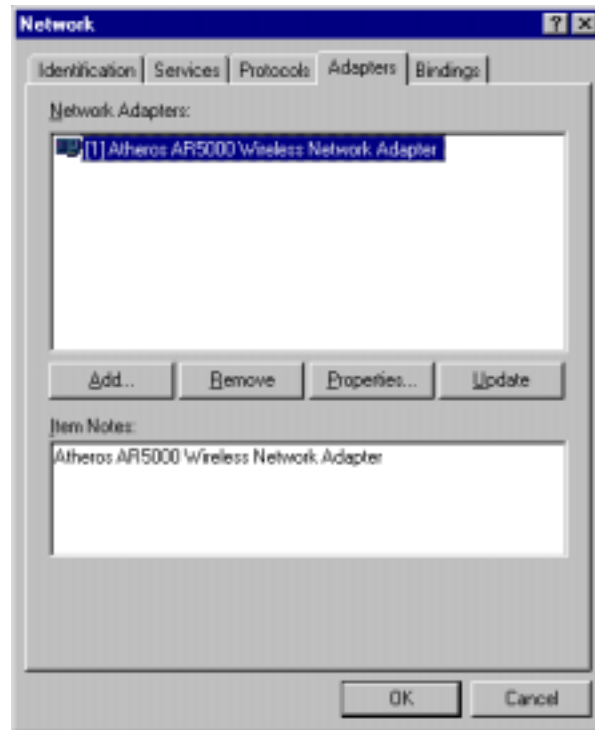 Network
Identification Services Protocols Adapters Bindings
Network Adapters:
[1] Atheros AR5000 Wireless Network Adapter
Add... Remove Properties... Update
Item Notes:
Atheros AR5000 Wireless Network Adapter
OK Cancel